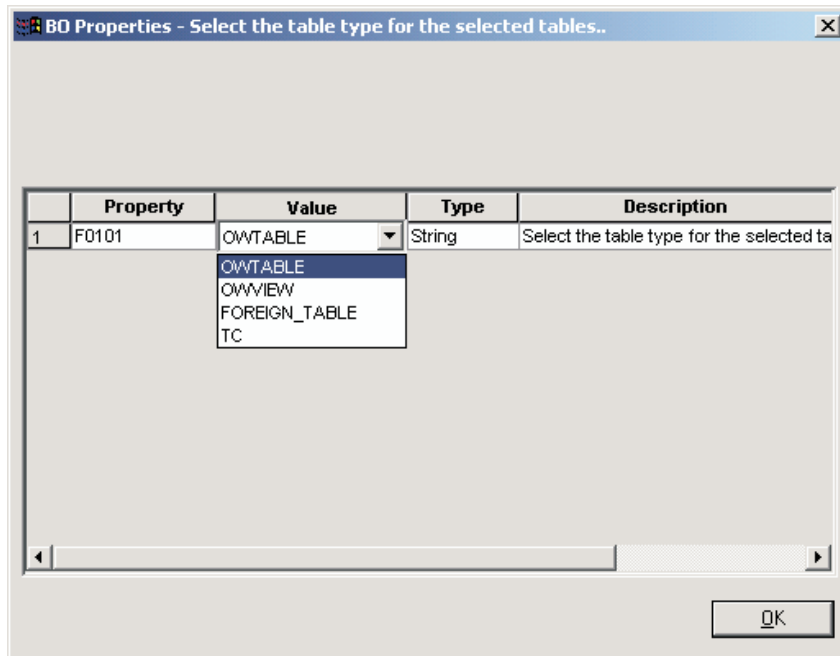 BO Properties - Select the table type for the selected tables..
Property Value Type Description
1 F0101 OWTABLE String Select the table type for the selected ta
OWTABLE
OWVIEW
FOREIGN_TABLE
TC
OK